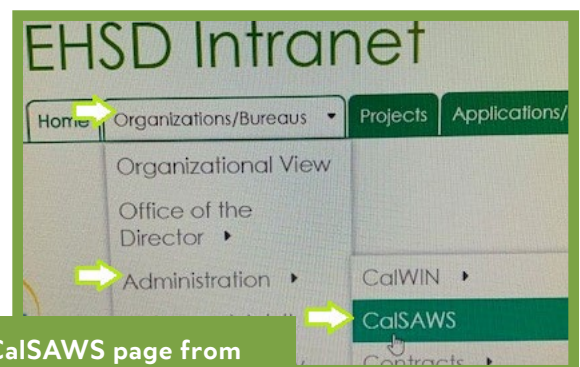 EHSD Intranet
Home Organizations/Bureaus Projects Applications/
Organizational View
Office of the
Director
Administration CalWIN
CalSAWS
CalSAWS page from
Contracts